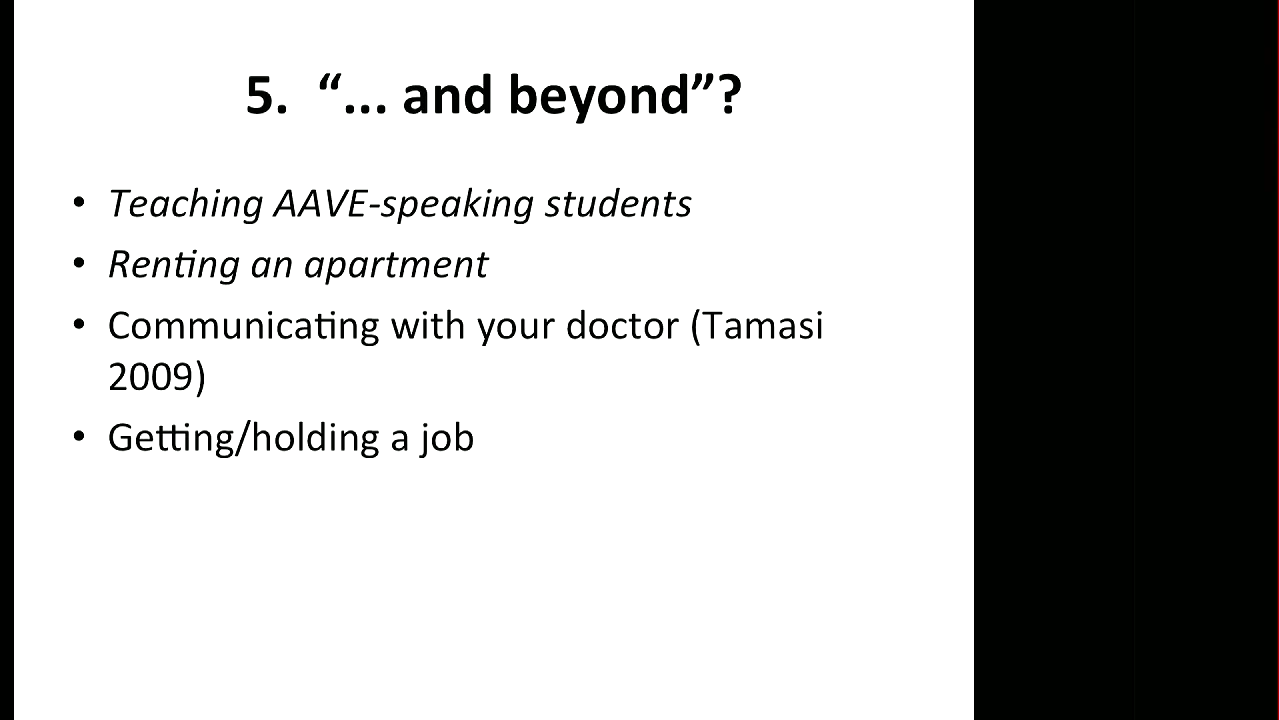 5. “... and beyond”?
• Teaching AAVE-speaking students
• Renting an apartment
• Communicating with your doctor (Tamasi
2009)
• Getting/holding a job